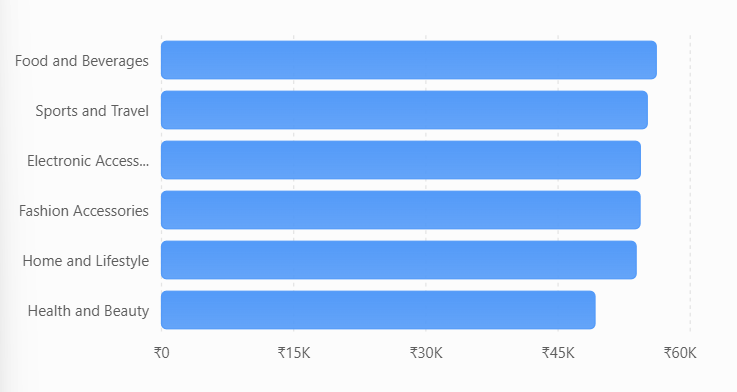 Food and Beverages
Sports and Travel
Electronic Access...
Fashion Accessories
Home and Lifestyle
Health and Beauty
₹0 ₹15K ₹30K ₹45K ₹60K